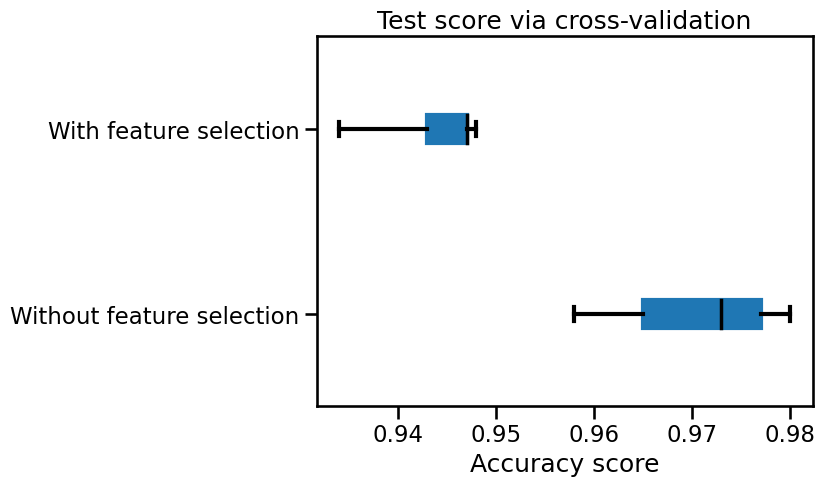 Test score via cross-validation
With feature selection
Without feature selection
0.94 0.95 0.96 0.97 0.98
Accuracy score